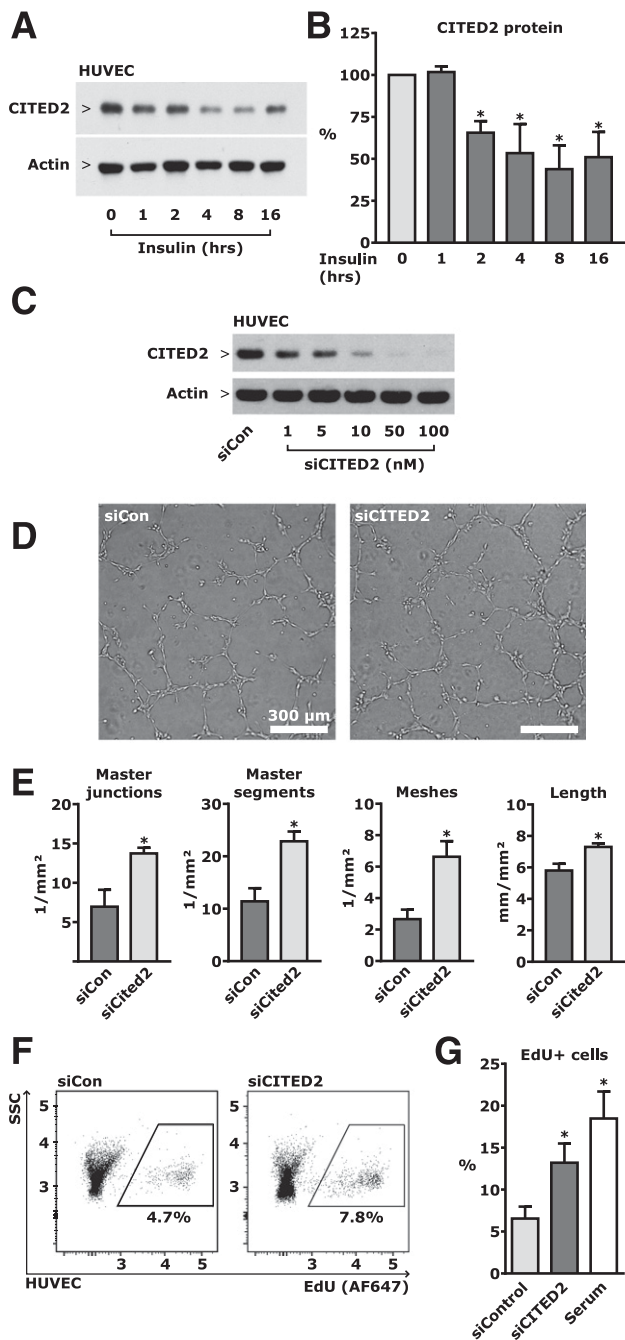 A
HUVEC
CITED2 >
Actin >
0 1 2 4 8 16
Insulin (hrs)
B
CITED2 protein
125
100
75
50
25
0
%
* * * *
Insulin (hrs)
0 1 2 4 8 16
C
HUVEC
CITED2 >
Actin >
siCon 1 5 10 50 100
siCITED2 (nM)
D
siCon
300 µm
siCITED2
E
Master junctions
20
15
10
5
1/mm²
*
siCon siCited2
Master segments
30
20
10
0
1/mm²
*
siCon siCited2
Meshes
8
6
4
2
0
1/mm²
*
siCon siCited2
Length
10
8
6
4
2
0
mm/mm²
*
siCon siCited2
F
SSC
siCon
5
4
3
4.7%
3 4 5
HUVEC
siCITED2
5
4
3
7.8%
3 4 5
EdU (AF647)
G
EdU+ cells
25
20
15
10
5
0
%
* *
siControl siCITED2 Serum